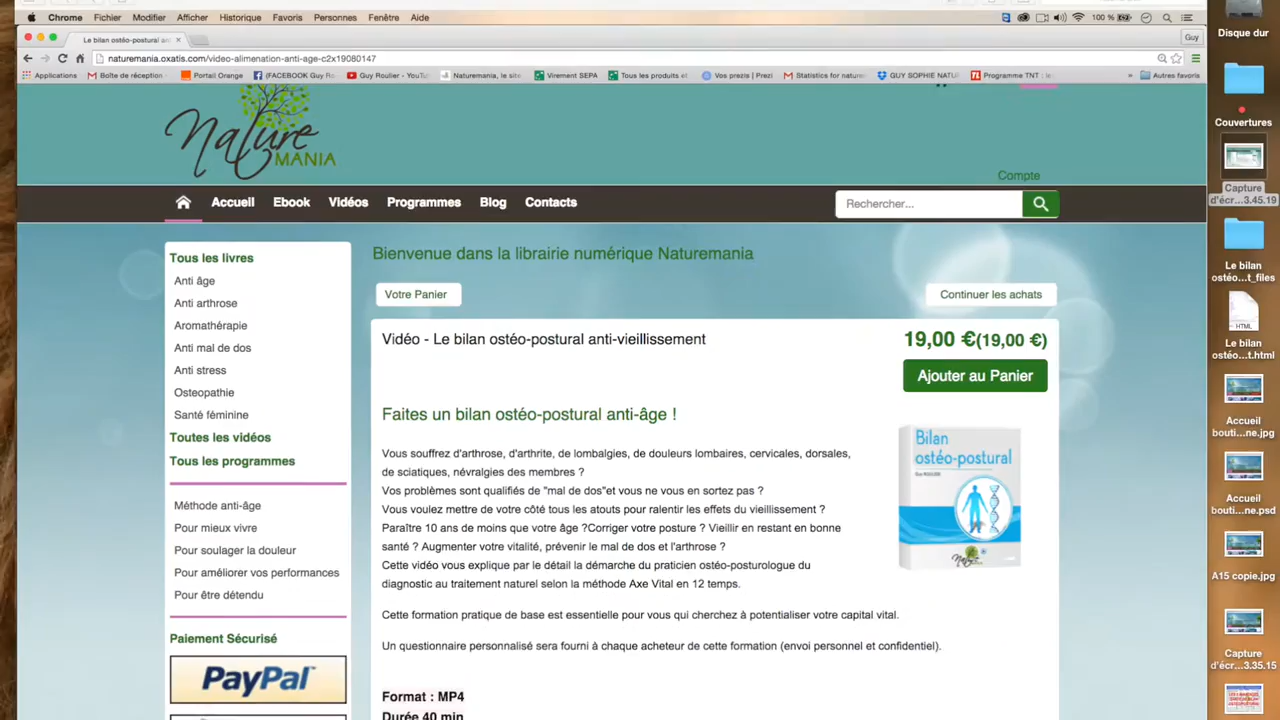 Chrome Fichier Modifier Afficher Historique Favoris Personnes Fenêtre Aide 100 %
Le bilan ostéo-postural an
Guy
naturemania.oxatis.com/video-alimenation-anti-age-c2x19080147
Applications Boîte de réception Portail Orange (FACEBOOK Guy Ro Guy Roulier - YouT Naturemania, le site Virement SEPA Tous les produits et Vos prezis | Prezi Statistics for nature GUY SOPHIE NATU Programme TNT : le » Autres favoris
Nature
MANIA
Compte
Accueil Ebook Vidéos Programmes Blog Contacts
Rechercher...
Tous les livres
Anti âge
Anti arthrose
Aromathérapie
Anti mal de dos
Anti stress
Osteopathie
Santé féminine
Toutes les vidéos
Tous les programmes
Méthode anti-âge
Pour mieux vivre
Pour soulager la douleur
Pour améliorer vos performances
Pour être détendu
Paiement Sécurisé
PayPal
Bienvenue dans la librairie numérique Naturemania
Votre Panier Continuer les achats
Vidéo - Le bilan ostéo-postural anti-vieillissement
19,00 €(19,00 €)
Ajouter au Panier
Faites un bilan ostéo-postural anti-âge !
Vous souffrez d'arthrose, d'arthrite, de lombalgies, de douleurs lombaires, cervicales, dorsales,
de sciatiques, névralgies des membres ?
Vos problèmes sont qualifiés de "mal de dos"et vous ne vous en sortez pas ?
Vous voulez mettre de votre côté tous les atouts pour ralentir les effets du vieillissement ?
Paraître 10 ans de moins que votre âge ?Corriger votre posture ? Vieillir en restant en bonne
santé ? Augmenter votre vitalité, prévenir le mal de dos et l'arthrose ?
Cette vidéo vous explique par le détail la démarche du praticien ostéo-posturologue du
diagnostic au traitement naturel selon la méthode Axe Vital en 12 temps.
Cette formation pratique de base est essentielle pour vous qui cherchez à potentialiser votre capital vital.
Un questionnaire personnalisé sera fourni à chaque acheteur de cette formation (envoi personnel et confidentiel).
Format : MP4
Durée 40 min
Bilan
ostéo-postural
Disque dur
Couvertures
Capture
d'écr...3.45.19
Le bilan
ostéo...t_files
HTML
Le bilan
ostéo...t.html
Accueil
bouti...ne.jpg
Accueil
bouti...ne.psd
A15 copie.jpg
Capture
d'écr...3.35.15